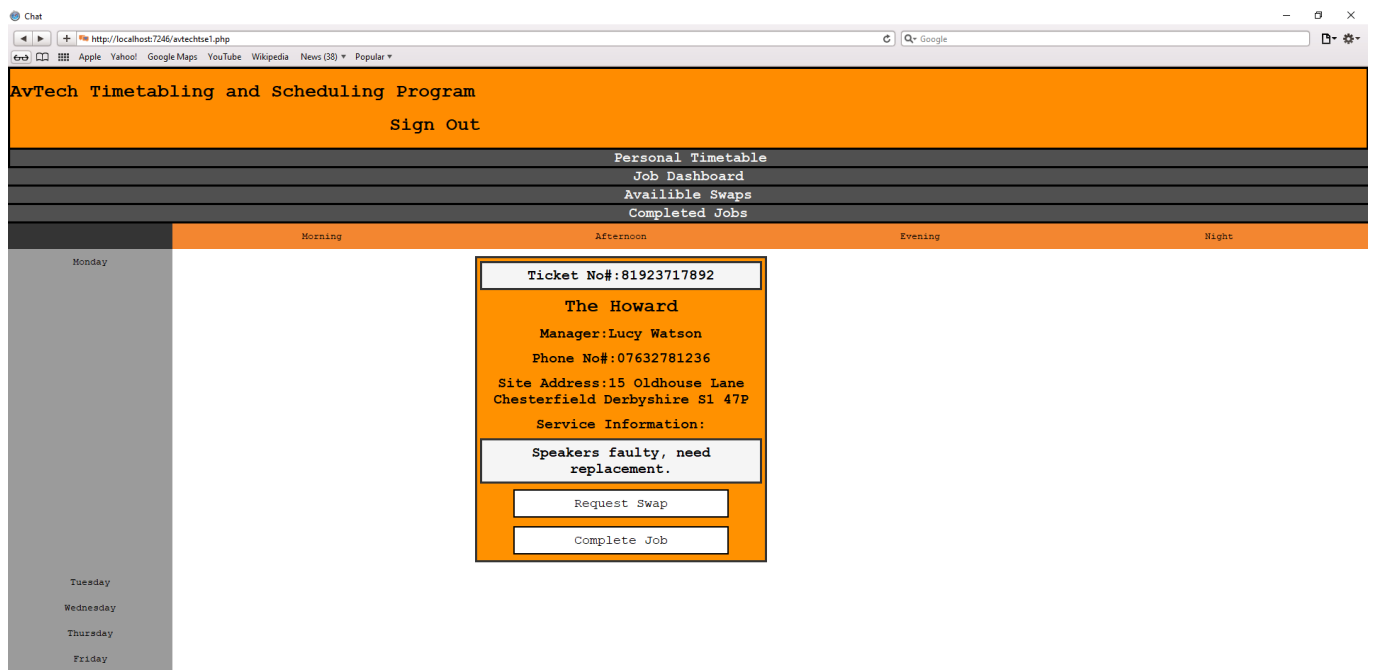 Chat
http://localhost:7246/avtechtse1.php
Google
Apple Yahoo! Google Maps YouTube Wikipedia News (38) Popular
AvTech Timetabling and Scheduling Program
Sign Out
Personal Timetable
Job Dashboard
Availible Swaps
Completed Jobs
Morning Afternoon Evening Night
Monday
Ticket No#:81923717892
The Howard
Manager:Lucy Watson
Phone No#:07632781236
Site Address:15 Oldhouse Lane
Chesterfield Derbyshire S1 47P
Service Information:
Speakers faulty, need
replacement.
Request Swap
Complete Job
Tuesday
Wednesday
Thursday
Friday